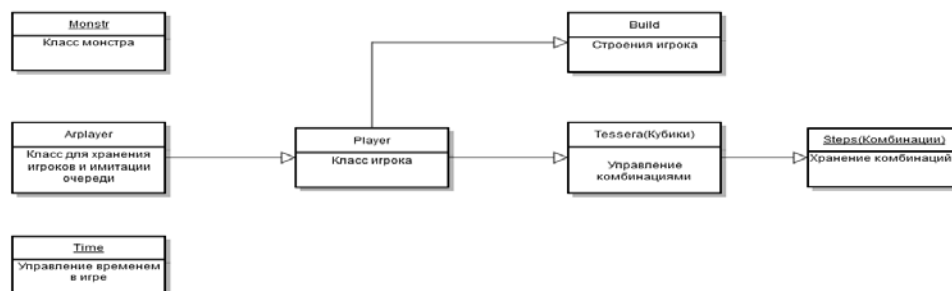 Monstr
Класс монстра
Build
Строения игрока
Arplayer
Класс для хранения
игроков и имитации
очереди
Player
Класс игрока
Tessera(Кубики)
Управление
комбинациями
Steps(Комбинации)
Хранение комбинаций
Time
Управление временем
в игре